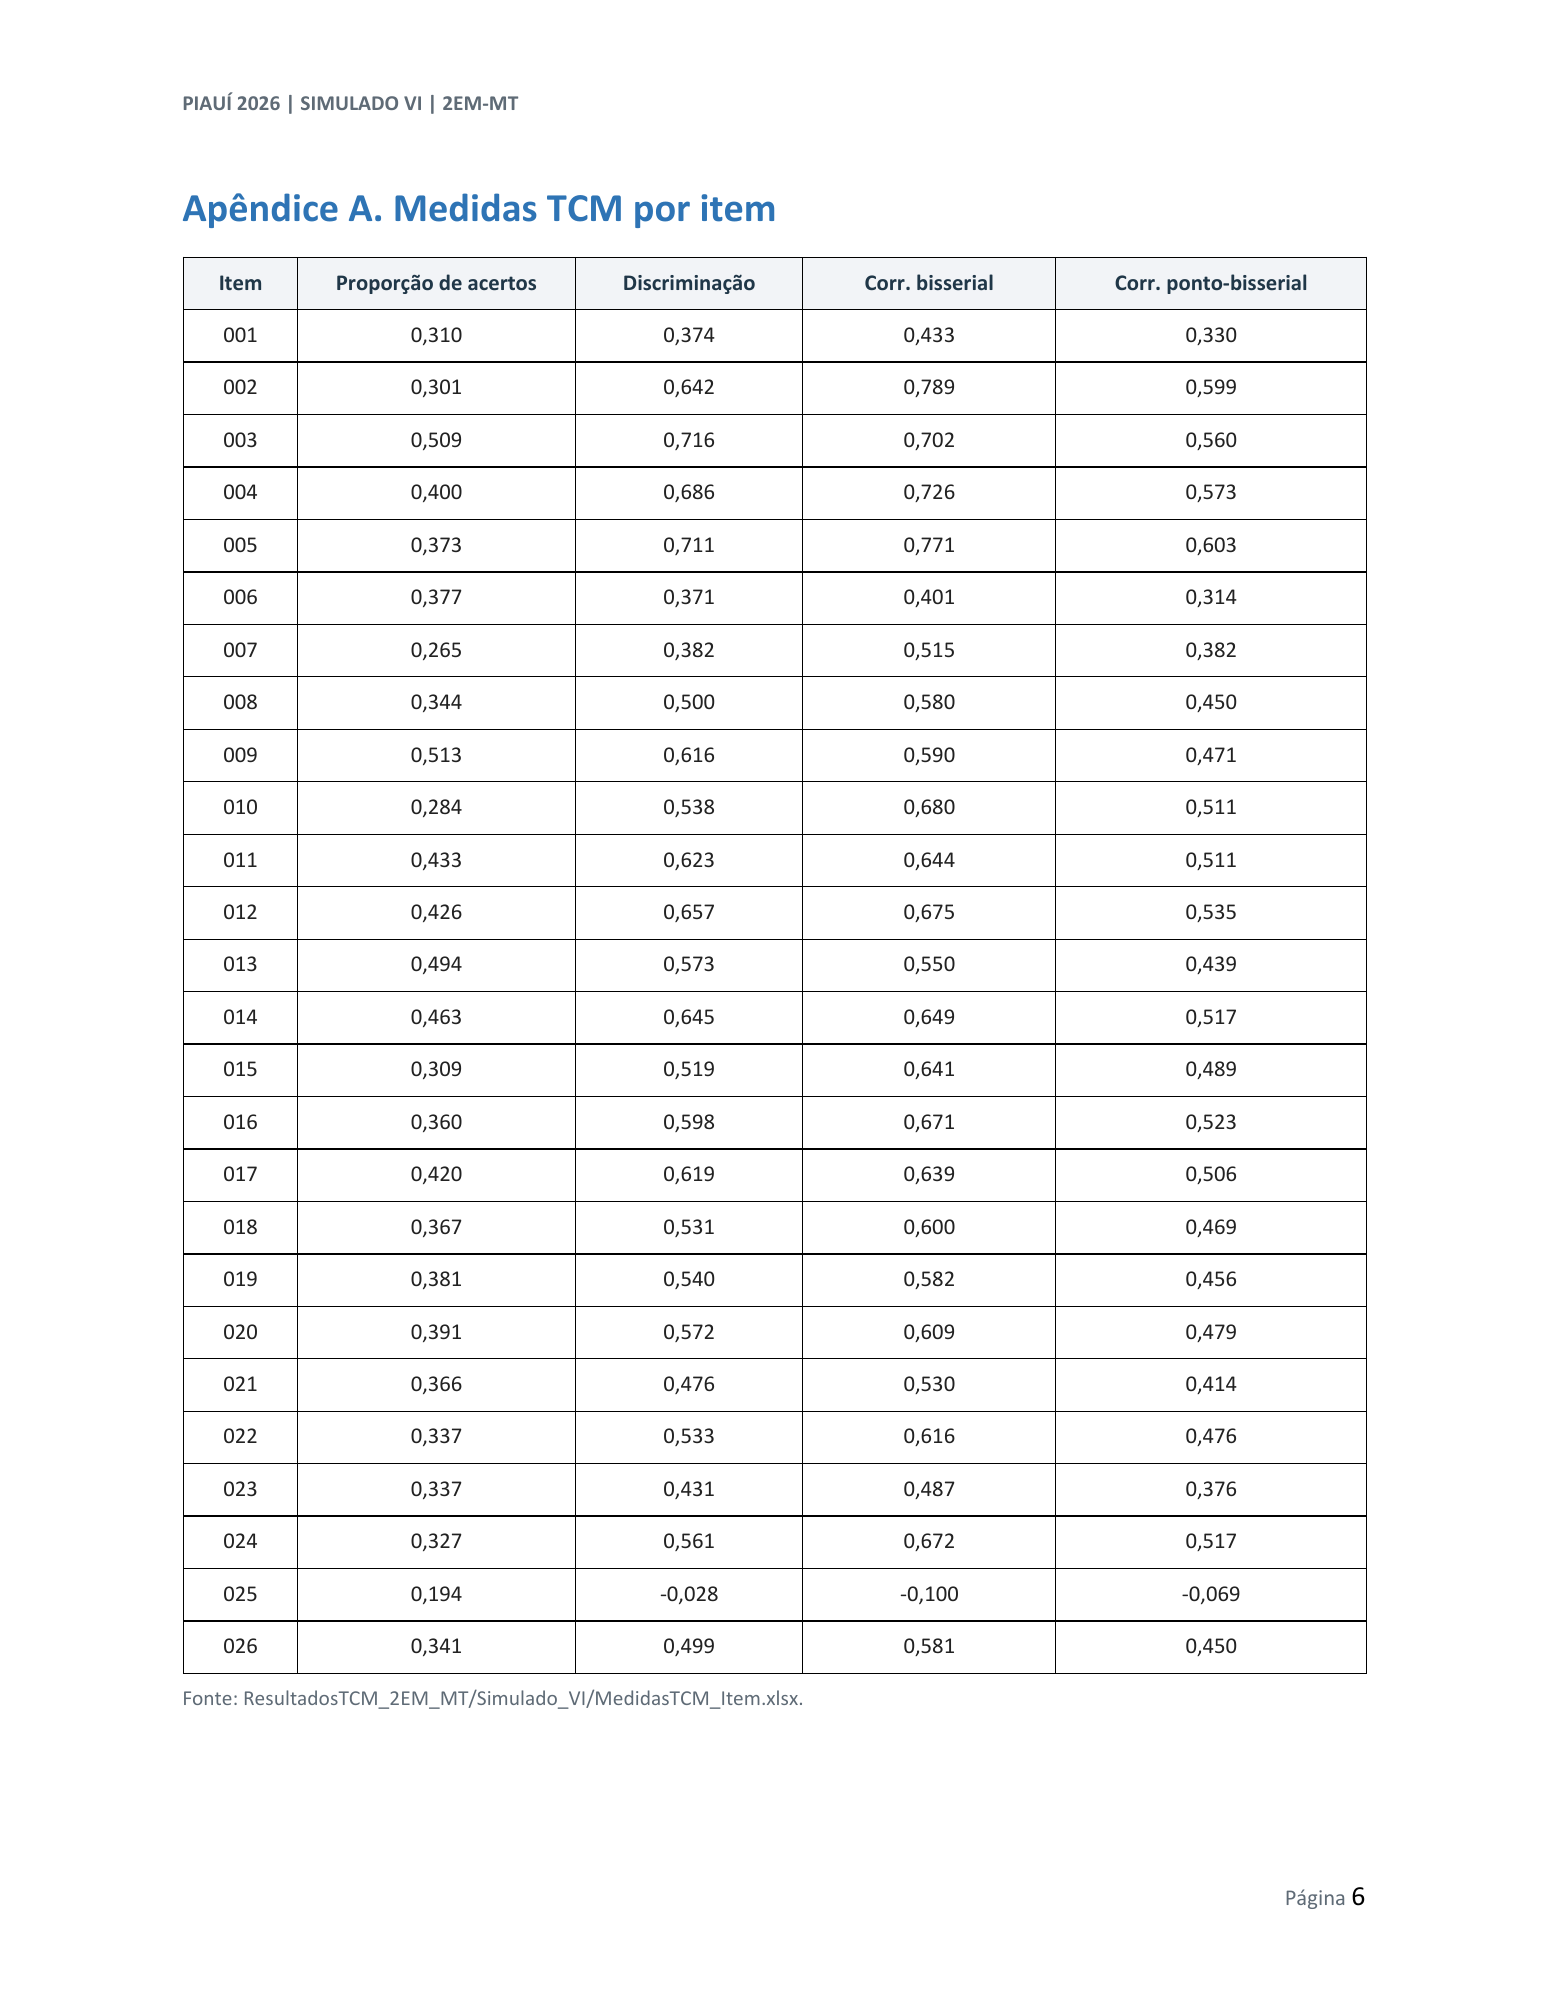 PIAUÍ 2026 | SIMULADO VI | 2EM-MT
Apêndice A. Medidas TCM por item
Item Proporção de acertos Discriminação Corr. bisserial Corr. ponto-bisserial
001 0,310 0,374 0,433 0,330
002 0,301 0,642 0,789 0,599
003 0,509 0,716 0,702 0,560
004 0,400 0,686 0,726 0,573
005 0,373 0,711 0,771 0,603
006 0,377 0,371 0,401 0,314
007 0,265 0,382 0,515 0,382
008 0,344 0,500 0,580 0,450
009 0,513 0,616 0,590 0,471
010 0,284 0,538 0,680 0,511
011 0,433 0,623 0,644 0,511
012 0,426 0,657 0,675 0,535
013 0,494 0,573 0,550 0,439
014 0,463 0,645 0,649 0,517
015 0,309 0,519 0,641 0,489
016 0,360 0,598 0,671 0,523
017 0,420 0,619 0,639 0,506
018 0,367 0,531 0,600 0,469
019 0,381 0,540 0,582 0,456
020 0,391 0,572 0,609 0,479
021 0,366 0,476 0,530 0,414
022 0,337 0,533 0,616 0,476
023 0,337 0,431 0,487 0,376
024 0,327 0,561 0,672 0,517
025 0,194 -0,028 -0,100 -0,069
026 0,341 0,499 0,581 0,450
Fonte: ResultadosTCM_2EM_MT/Simulado_VI/MedidasTCM_Item.xlsx.
Página 6